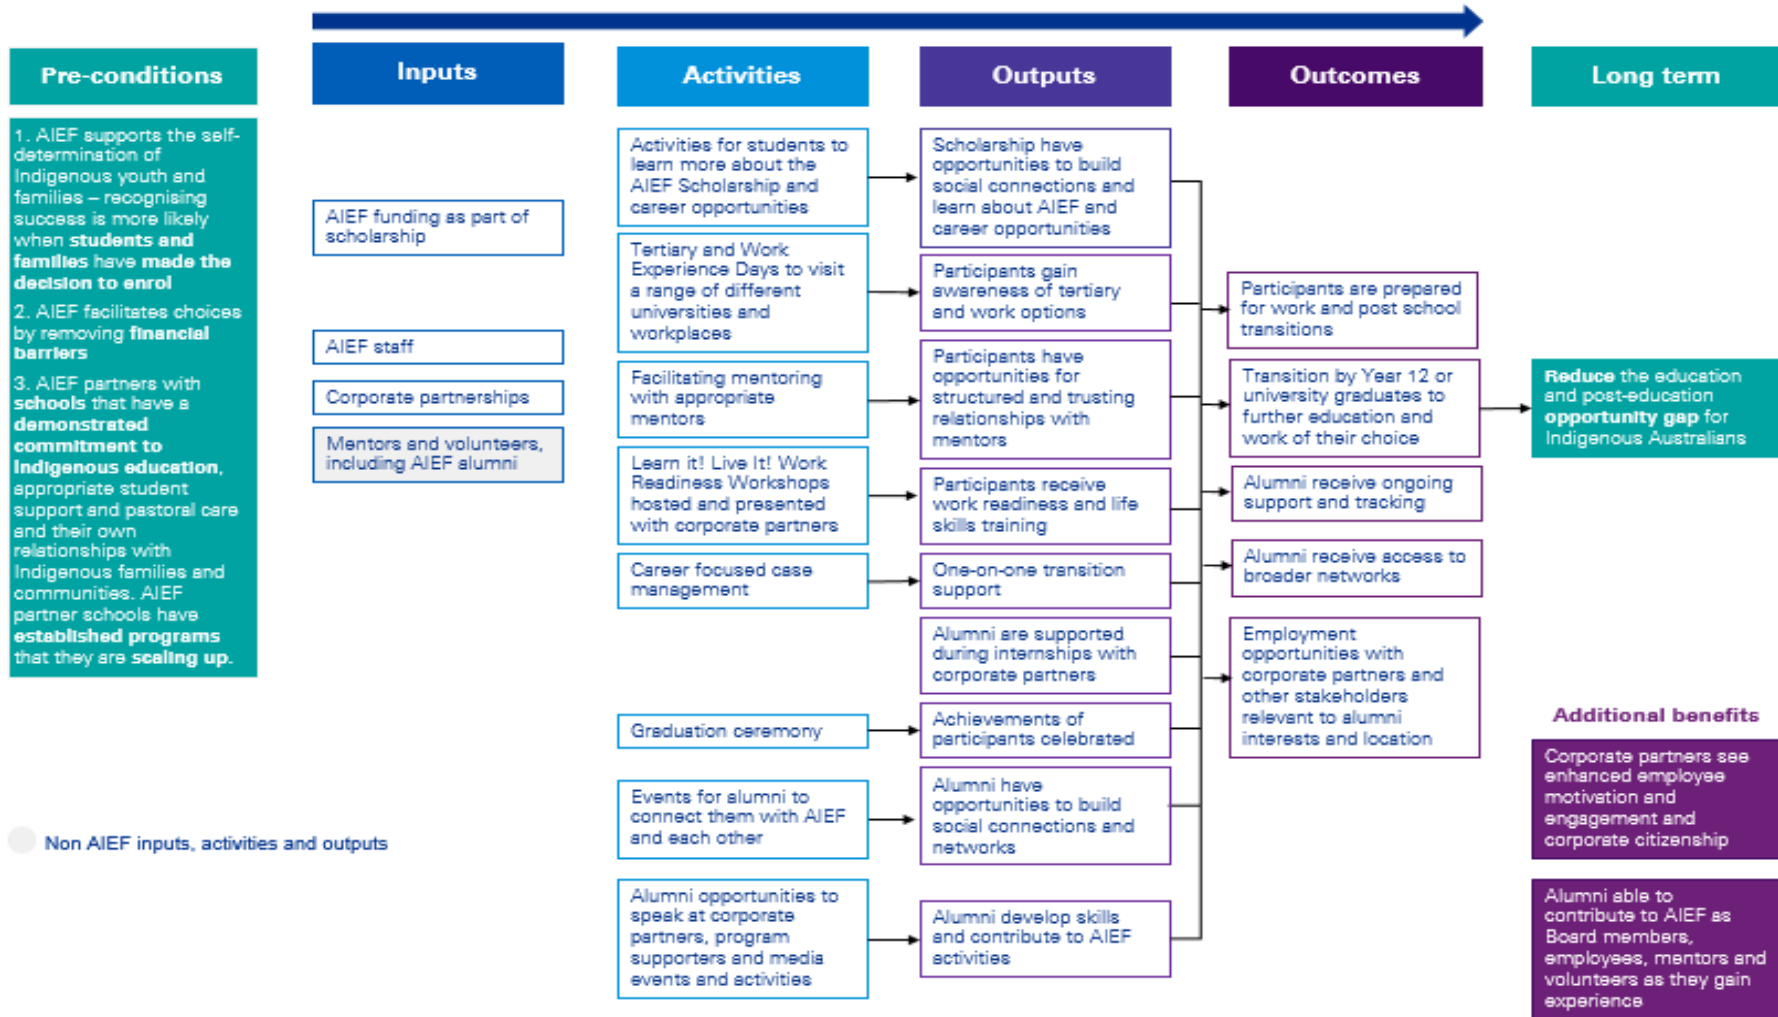 Pre-conditions
1. AIEF supports the self-
determination of
Indigenous youth and
families – recognising
success is more likely
when students and
families have made the
decision to enrol
2. AIEF facilitates choices
by removing financial
barriers
3. AIEF partners with
schools that have a
demonstrated
commitment to
Indigenous education,
appropriate student
support and pastoral care
and their own
relationships with
Indigenous families and
communities. AIEF
partner schools have
established programs
that they are scaling up.
Inputs
AIEF funding as part of
scholarship
AIEF staff
Corporate partnerships
Mentors and volunteers,
including AIEF alumni
Activities
Activities for students to
learn more about the
AIEF Scholarship and
career opportunities
Tertiary and Work
Experience Days to visit
a range of different
universities and
workplaces
Facilitating mentoring
with appropriate
mentors
Learn it! Live It! Work
Readiness Workshops
hosted and presented
with corporate partners
Career focused case
management
Graduation ceremony
Events for alumni to
connect them with AIEF
and each other
Alumni opportunities to
speak at corporate
partners, program
supporters and media
events and activities
Outputs
Scholarship have
opportunities to build
social connections and
learn about AIEF and
career opportunities
Participants gain
awareness of tertiary
and work options
Participants have
opportunities for
structured and trusting
relationships with
mentors
Participants receive
work readiness and life
skills training
One-on-one transition
support
Alumni are supported
during internships with
corporate partners
Achievements of
participants celebrated
Alumni have
opportunities to build
social connections and
networks
Alumni develop skills
and contribute to AIEF
activities
Outcomes
Participants are prepared
for work and post school
transitions
Transition by Year 12 or
university graduates to
further education and
work of their choice
Alumni receive ongoing
support and tracking
Alumni receive access to
broader networks
Employment
opportunities with
corporate partners and
other stakeholders
relevant to alumni
interests and location
Long term
Reduce the education
and post-education
opportunity gap for
Indigenous Australians
Additional benefits
Corporate partners see
enhanced employee
motivation and
engagement and
corporate citizenship
Alumni able to
contribute to AIEF as
Board members,
employees, mentors and
volunteers as they gain
experience
Non AIEF inputs, activities and outputs